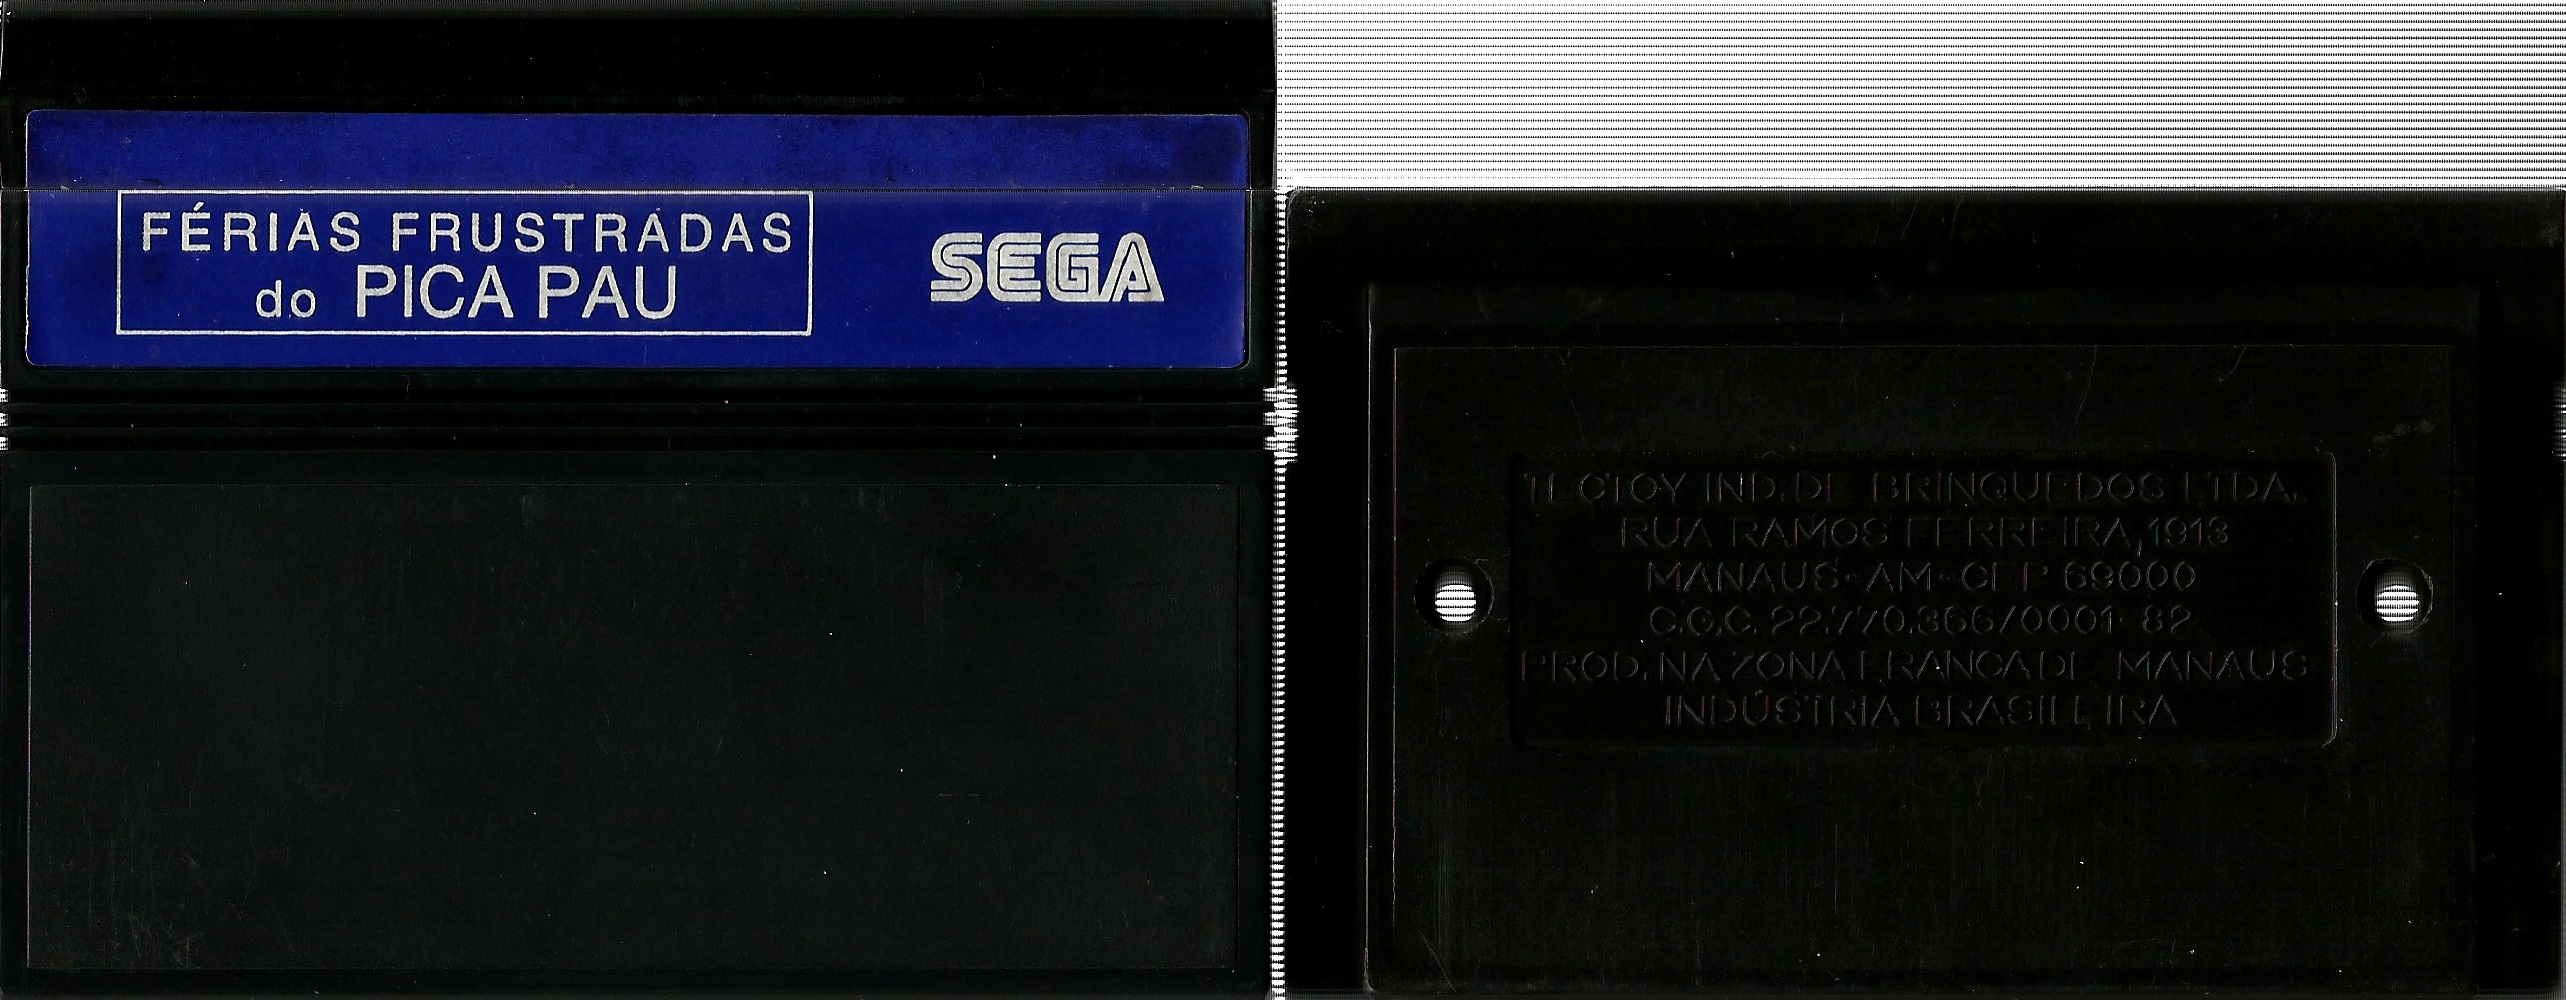 FÉRIAS FRUSTRADAS
do PICA PAU
SEGA
TECTOY IND. DE BRINQUEDOS LTDA.
RUA RAMOS FERREIRA, 1913
MANAUS-AM-CEP 69000
C.G.C. 22.770.366/0001-82
PROD. NA ZONA FRANCA DE MANAUS
INDÚSTRIA BRASILEIRA